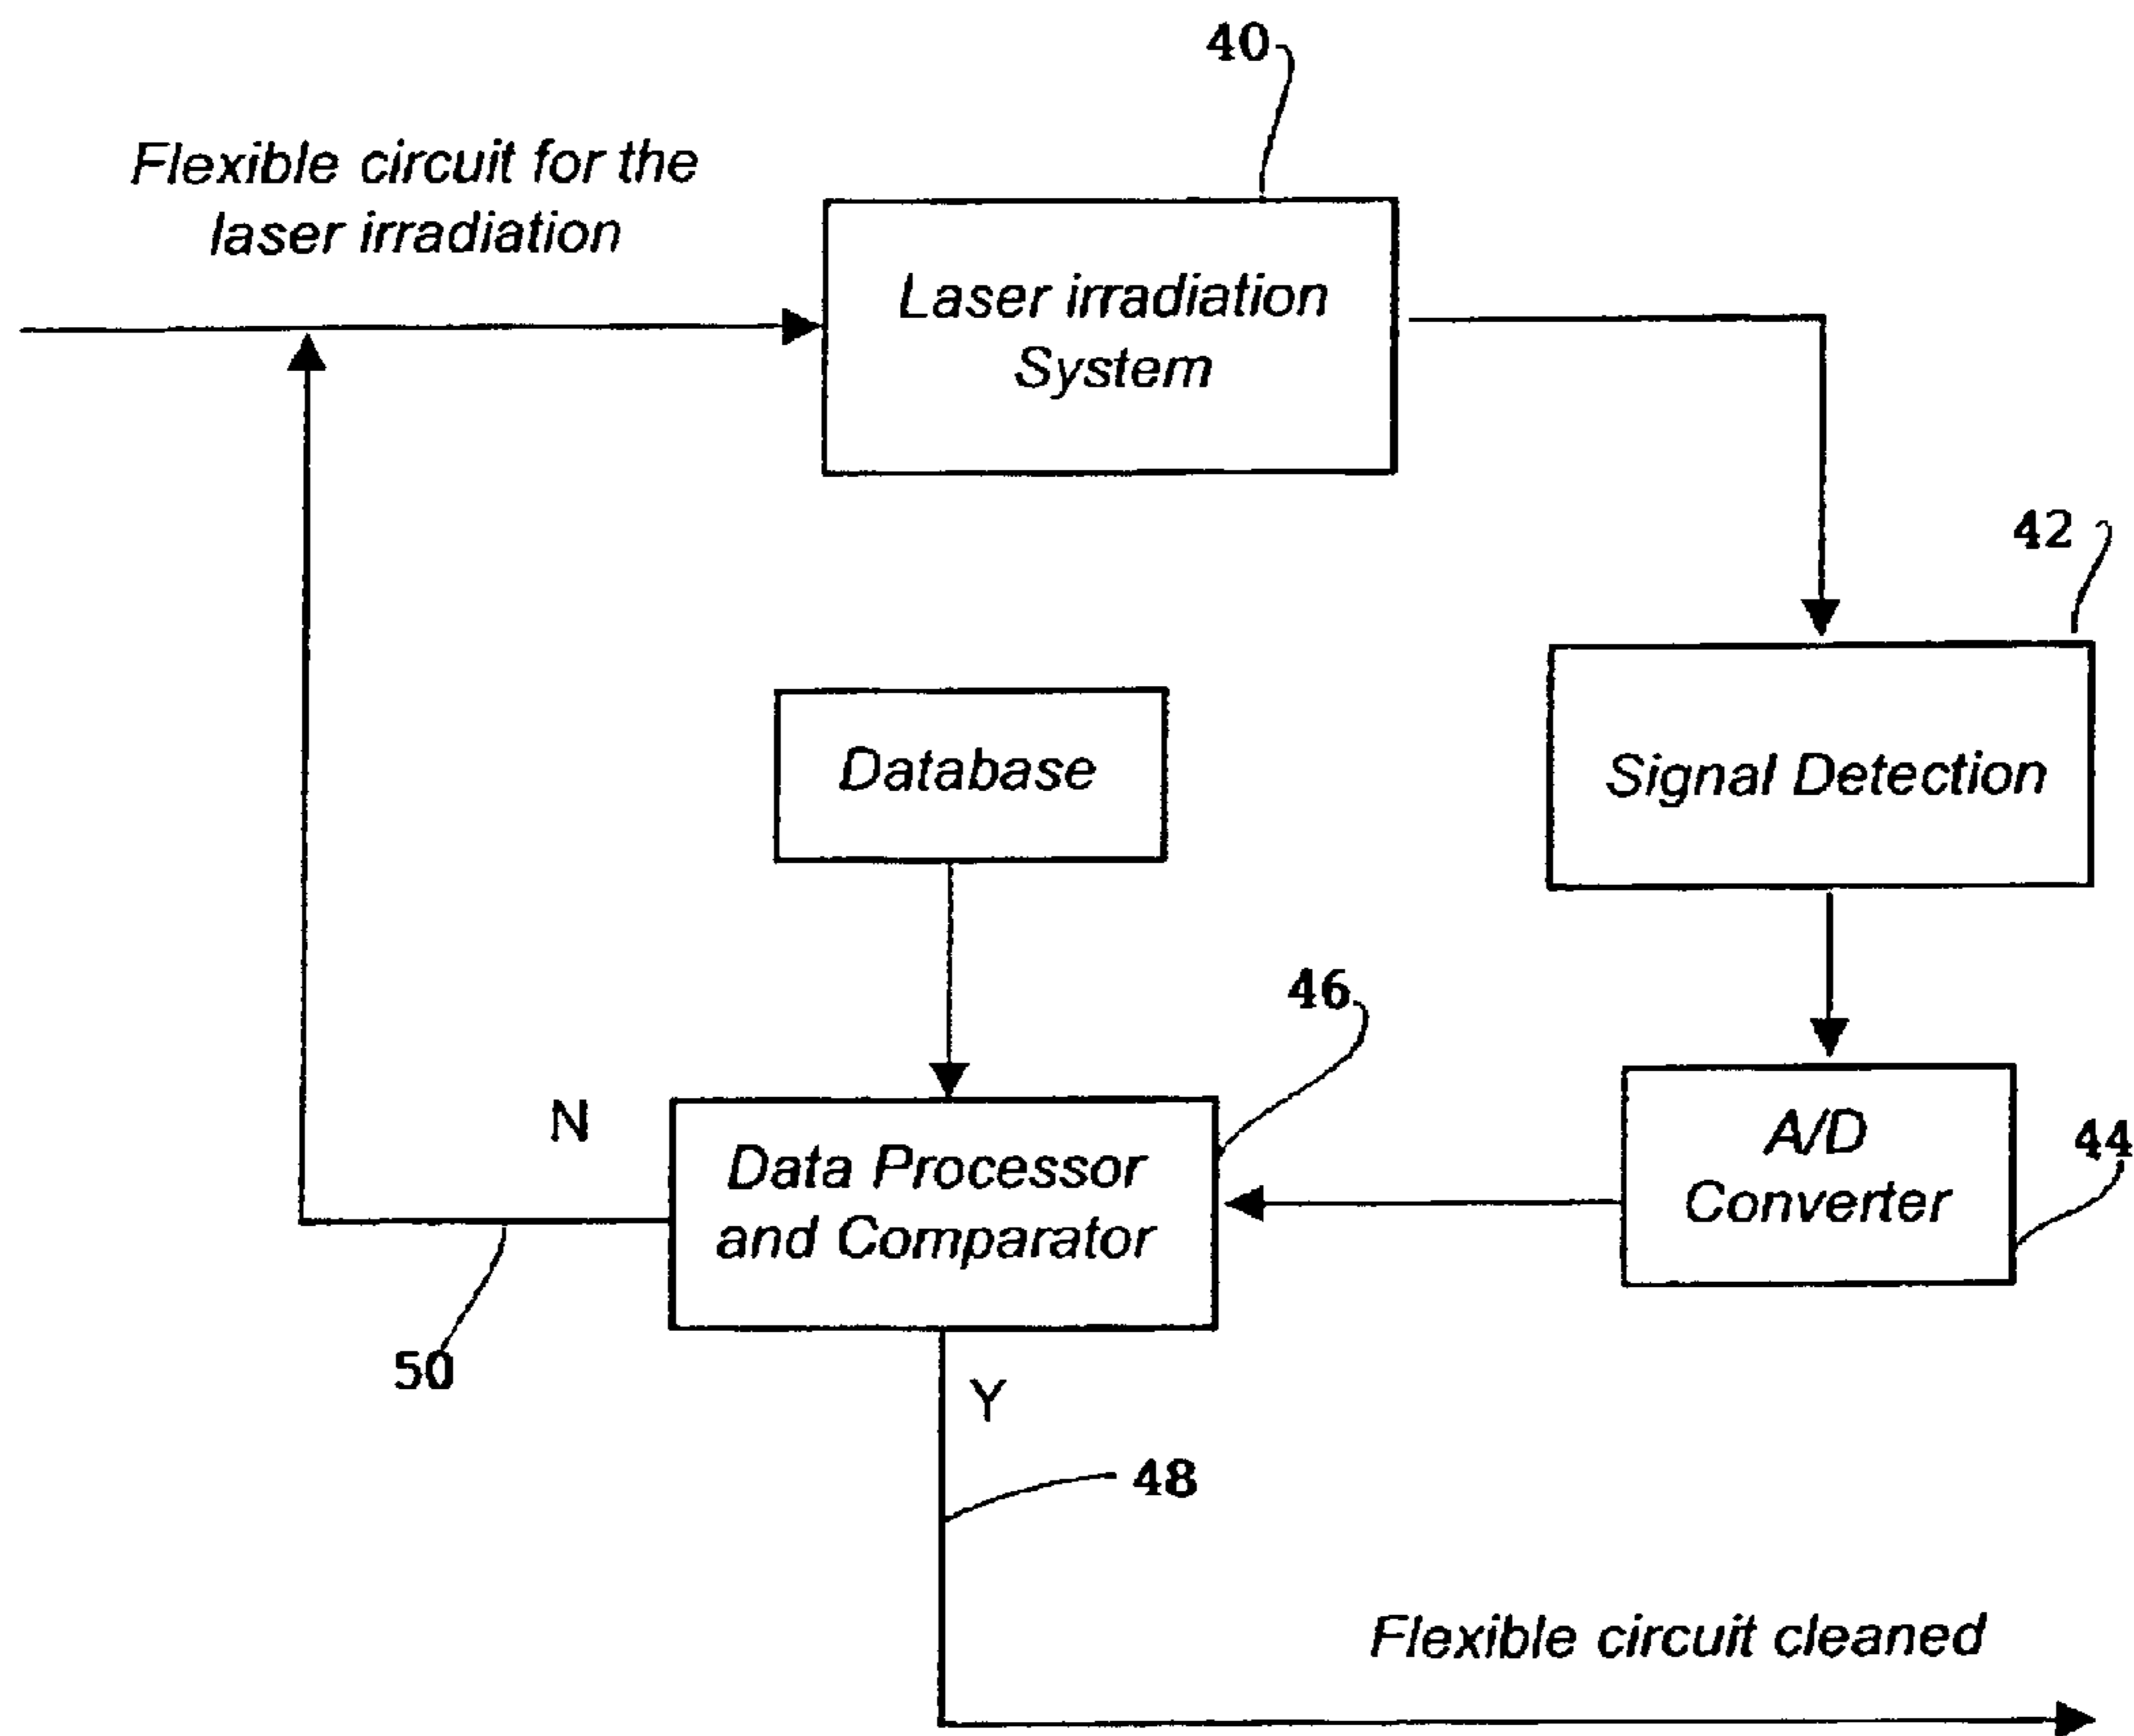 40
Flexible circuit for the
laser irradiation
Laser irradiation
System
42
Database
Signal Detection
46
N
Data Processor
and Comparator
A/D
Converter
44
50
Y
48
Flexible circuit cleaned